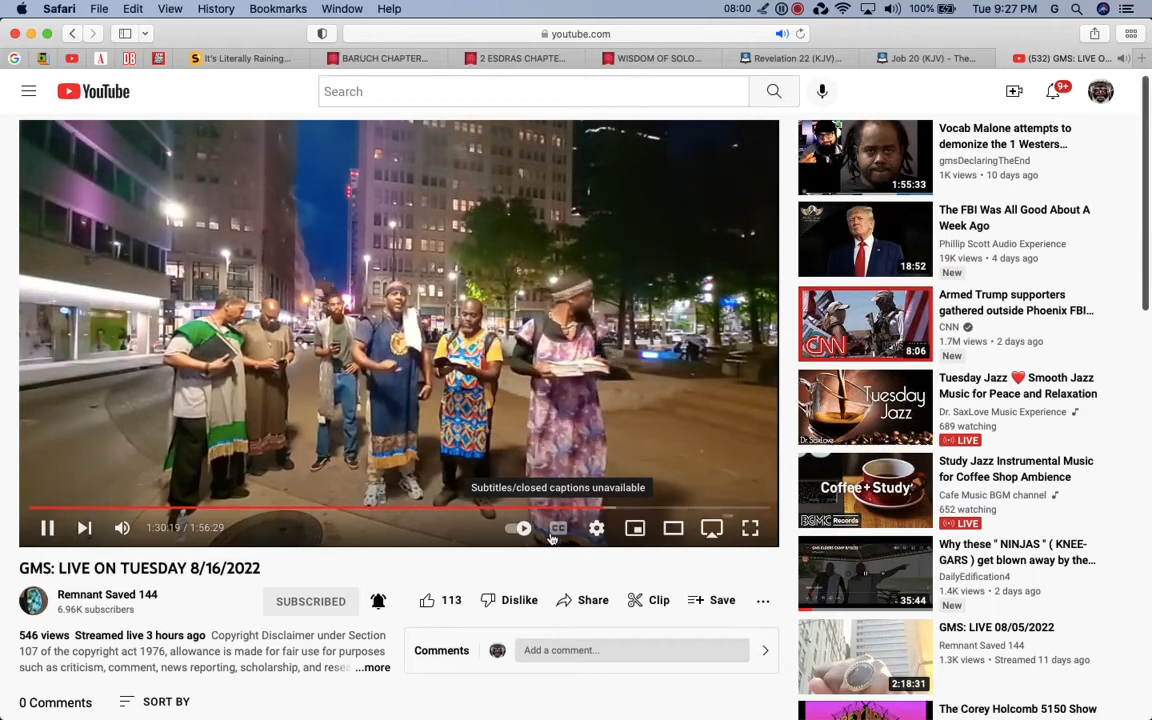 Safari File Edit View History Bookmarks Window Help 08:00 100% Tue 9:27 PM G
youtube.com
It's Literally Raining... BARUCH CHAPTER... 2 ESDRAS CHAPTE... WISDOM OF SOLO... Revelation 22 (KJV)... Job 20 (KJV) - The... (532) GMS: LIVE O...
YouTube Search 9+
Vocab Malone attempts to
demonize the 1 Westers...
gmsDeclaringTheEnd
1K views • 10 days ago
1:55:33
The FBI Was All Good About A
Week Ago
Phillip Scott Audio Experience
19K views • 4 days ago
New
18:52
Armed Trump supporters
gathered outside Phoenix FBI...
CNN
1.7M views • 2 days ago
New
CNN
8:06
Tuesday Jazz ❤️ Smooth Jazz
Music for Peace and Relaxation
Dr. SaxLove Music Experience
689 watching
LIVE
Tuesday
Jazz
Study Jazz Instrumental Music
for Coffee Shop Ambience
Cafe Music BGM channel
652 watching
LIVE
Coffee+Study
BGMC Records
Why these " NINJAS " ( KNEE-
GARS ) get blown away by the...
DailyEdification4
1.4K views • 2 days ago
New
35:44
GMS: LIVE 08/05/2022
Remnant Saved 144
1.3K views • Streamed 11 days ago
2:18:31
The Corey Holcomb 5150 Show
Subtitles/closed captions unavailable
1:30:19 / 1:56:29
CC
GMS: LIVE ON TUESDAY 8/16/2022
Remnant Saved 144
6.96K subscribers
SUBSCRIBED
113 Dislike Share Clip Save
546 views Streamed live 3 hours ago Copyright Disclaimer under Section
107 of the copyright act 1976, allowance is made for fair use for purposes
such as criticism, comment, news reporting, scholarship, and resea... ...more
Comments Add a comment...
0 Comments SORT BY